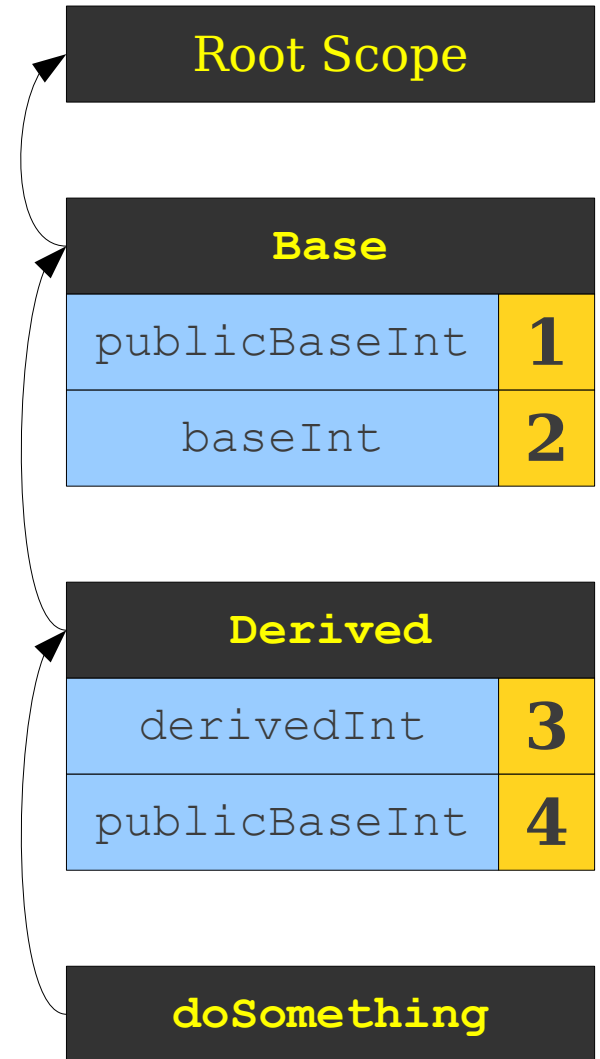 Root Scope
Base
publicBaseInt 1
baseInt 2
Derived
derivedInt 3
publicBaseInt 4
doSomething